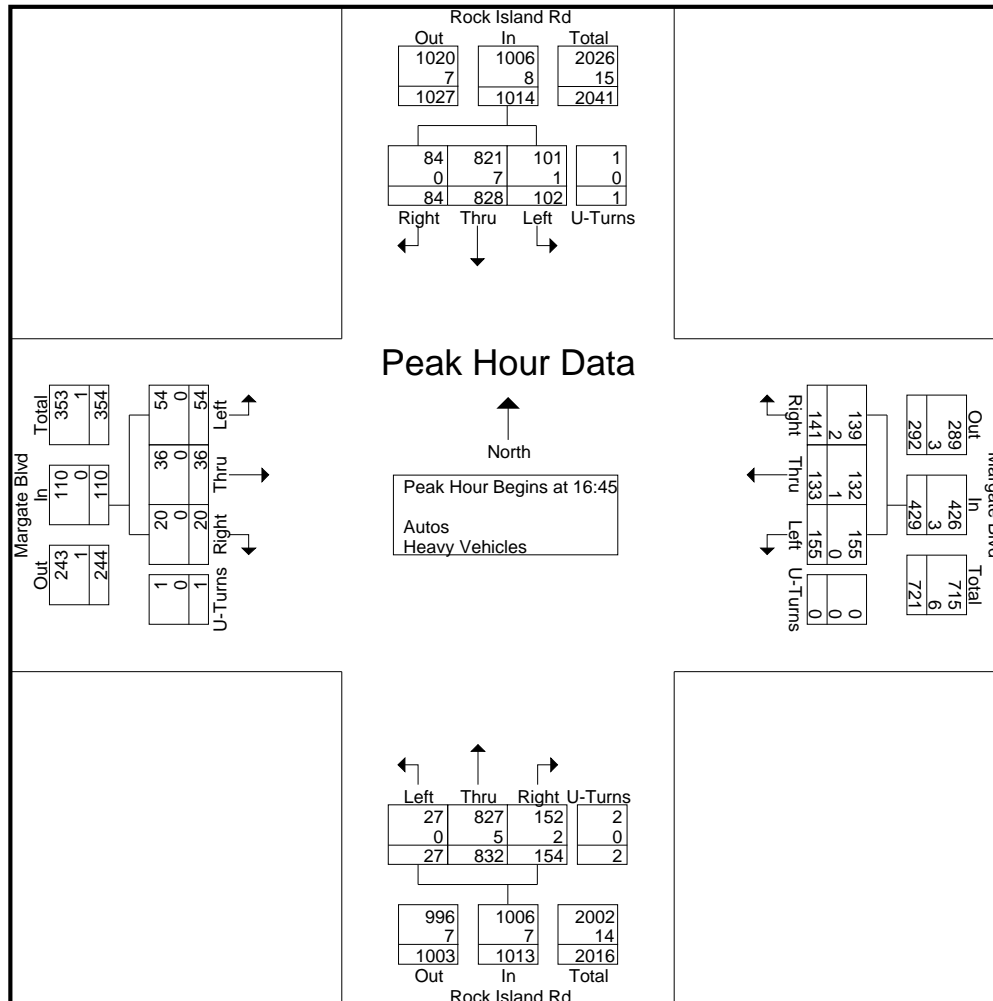 Rock Island Rd
Out In Total
1020 1006 2026
7 8 15
1027 1014 2041
84 821 101 1
0 7 1 0
84 828 102 1
Right Thru Left U-Turns
Peak Hour Data
North
Peak Hour Begins at 16:45
Autos
Heavy Vehicles
Margate Blvd
Out In Total
243 110 353
1 0 1
244 110 354
1 20 36 54
0 0 0 0
1 20 36 54
U-Turns Right Thru Left
Margate Blvd
Out In Total
289 426 715
3 3 6
292 429 721
139 132 155 0
2 1 0 0
141 133 155 0
Right Thru Left U-Turns
Left Thru Right U-Turns
27 827 152 2
0 5 2 0
27 832 154 2
996 1006 2002
7 7 14
1003 1013 2016
Out In Total
Rock Island Rd